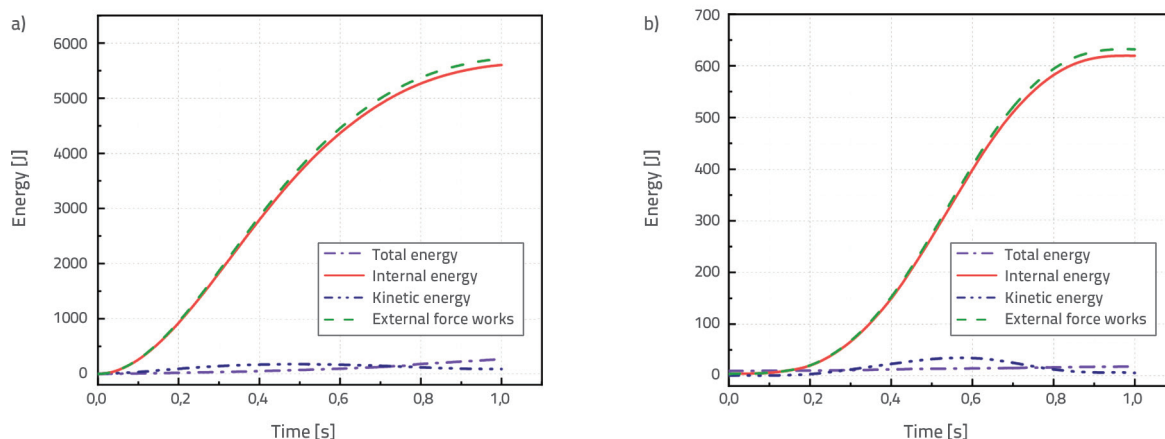 a)
Energy [J]
6000
5000
4000
3000
2000
1000
0
0,0 0,2 0,4 0,6 0,8 1,0
Time [s]
Total energy
Internal energy
Kinetic energy
External force works
b)
Energy [J]
700
600
500
400
300
200
100
0
0,0 0,2 0,4 0,6 0,8 1,0
Time [s]
Total energy
Internal energy
Kinetic energy
External force works